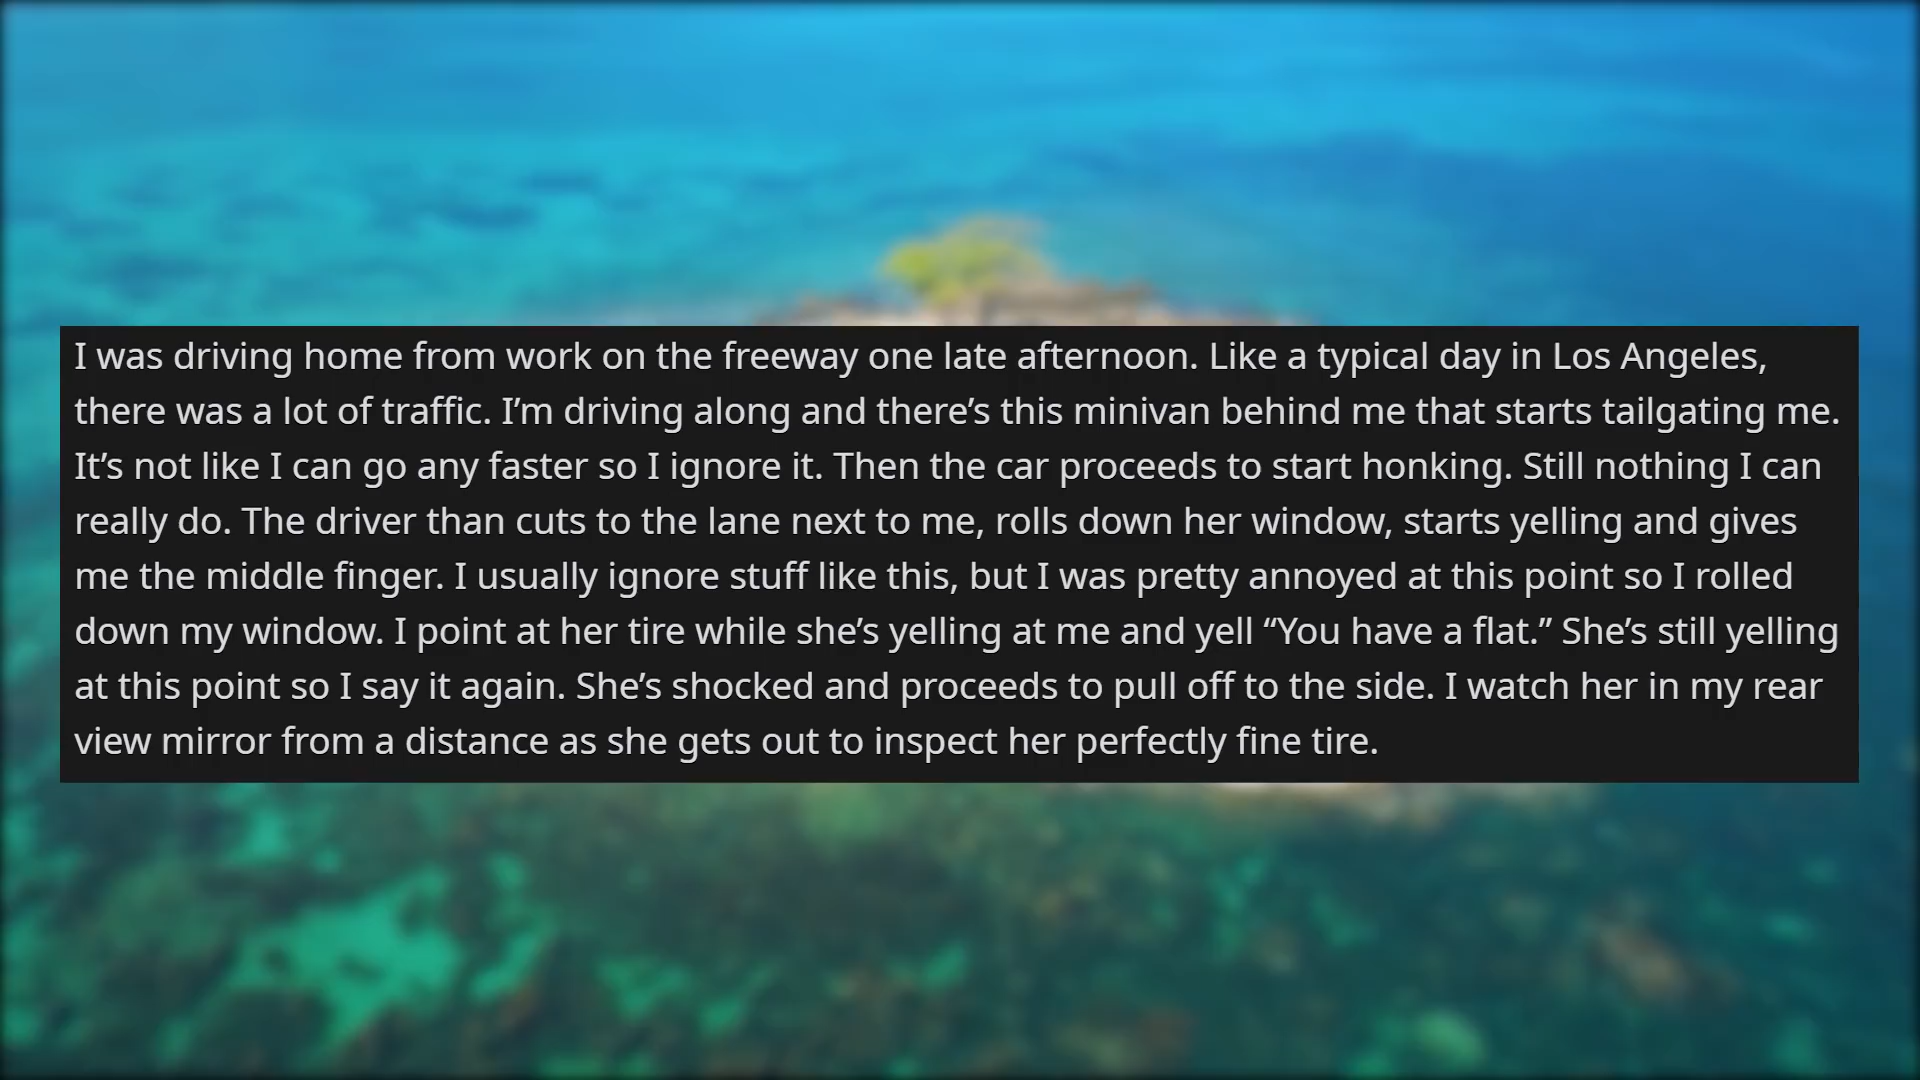 I was driving home from work on the freeway one late afternoon. Like a typical day in Los Angeles,
there was a lot of traffic. I’m driving along and there’s this minivan behind me that starts tailgating me.
It’s not like I can go any faster so I ignore it. Then the car proceeds to start honking. Still nothing I can
really do. The driver than cuts to the lane next to me, rolls down her window, starts yelling and gives
me the middle finger. I usually ignore stuff like this, but I was pretty annoyed at this point so I rolled
down my window. I point at her tire while she’s yelling at me and yell “You have a flat.” She’s still yelling
at this point so I say it again. She’s shocked and proceeds to pull off to the side. I watch her in my rear
view mirror from a distance as she gets out to inspect her perfectly fine tire.